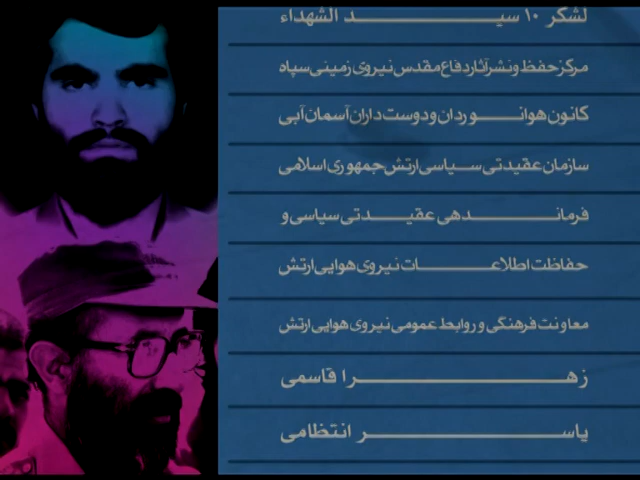 لشکر ۱۰ سید الشهداء
مرکز حفظ و نشر آثار دفاع مقدس نیروی زمینی سپاه
کانون هوانوردان و دوست داران آسمان آبی
سازمان عقیدتی سیاسی ارتش جمهوری اسلامی
فرماندهی عقیدتی سیاسی و
حفاظت اطلاعات نیروی هوایی ارتش
معاونت فرهنگی و روابط عمومی نیروی هوایی ارتش
زهرا قاسمی
یاسر انتظامی